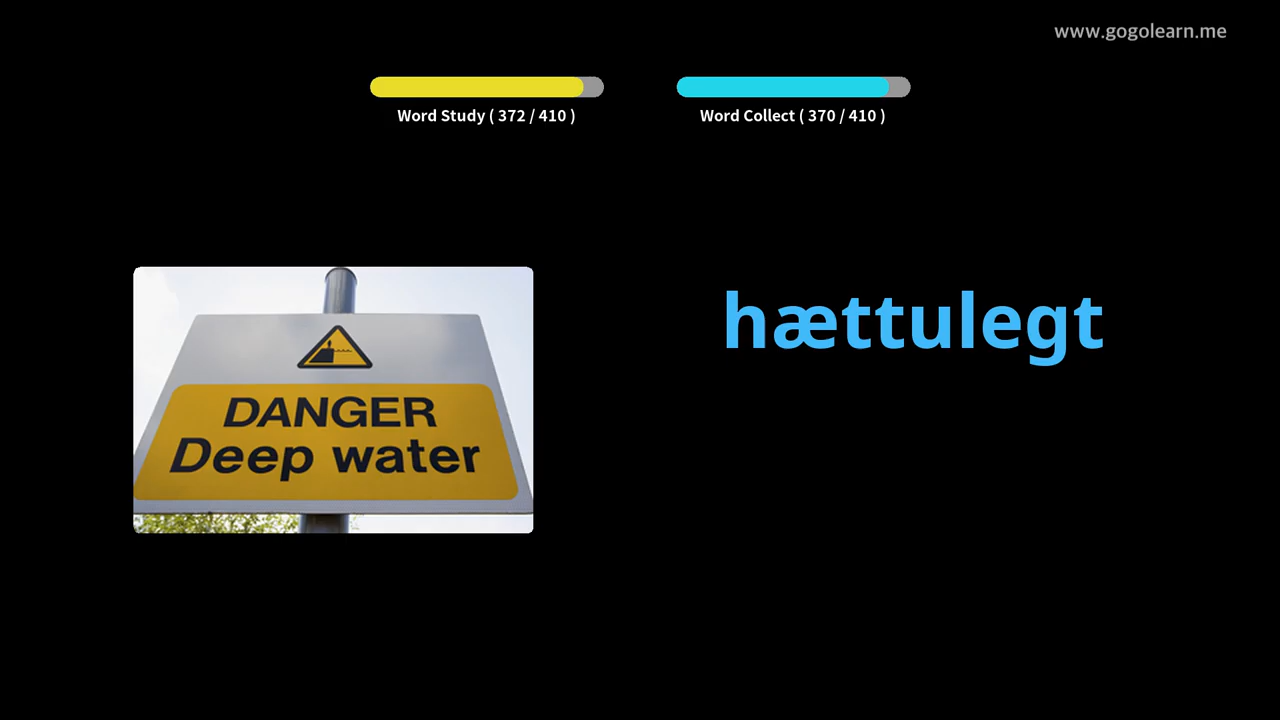 www.gogolearn.me
Word Study ( 372 / 410 )
Word Collect ( 370 / 410 )
hættulegt
DANGER
Deep water